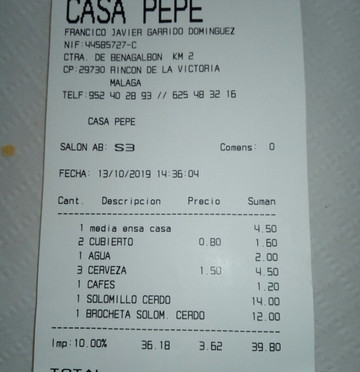 CASA PEPE
FRANCICO JAVIER GARRIDO DOMINGUEZ
NIF:44585727-C
CTRA. DE BENAGALBON KM 2
CP:29730 RINCON DE LA VICTORIA
MALAGA
TELF:952 40 28 93 // 625 48 32 16
CASA PEPE
SALON AB: S3 Comens: 0
FECHA: 13/10/2019 14:36:04
Cant. Descripcion Precio Suman
1 media ensa casa 4.50
2 CUBIERTO 0.80 1.60
1 AGUA 2.00
3 CERVEZA 1.50 4.50
1 CAFES 1.20
1 SOLOMILLO CERDO 14.00
1 BROCHETA SOLOM. CERDO 12.00
Imp:10.00% 36.18 3.62 39.80
TOTAL